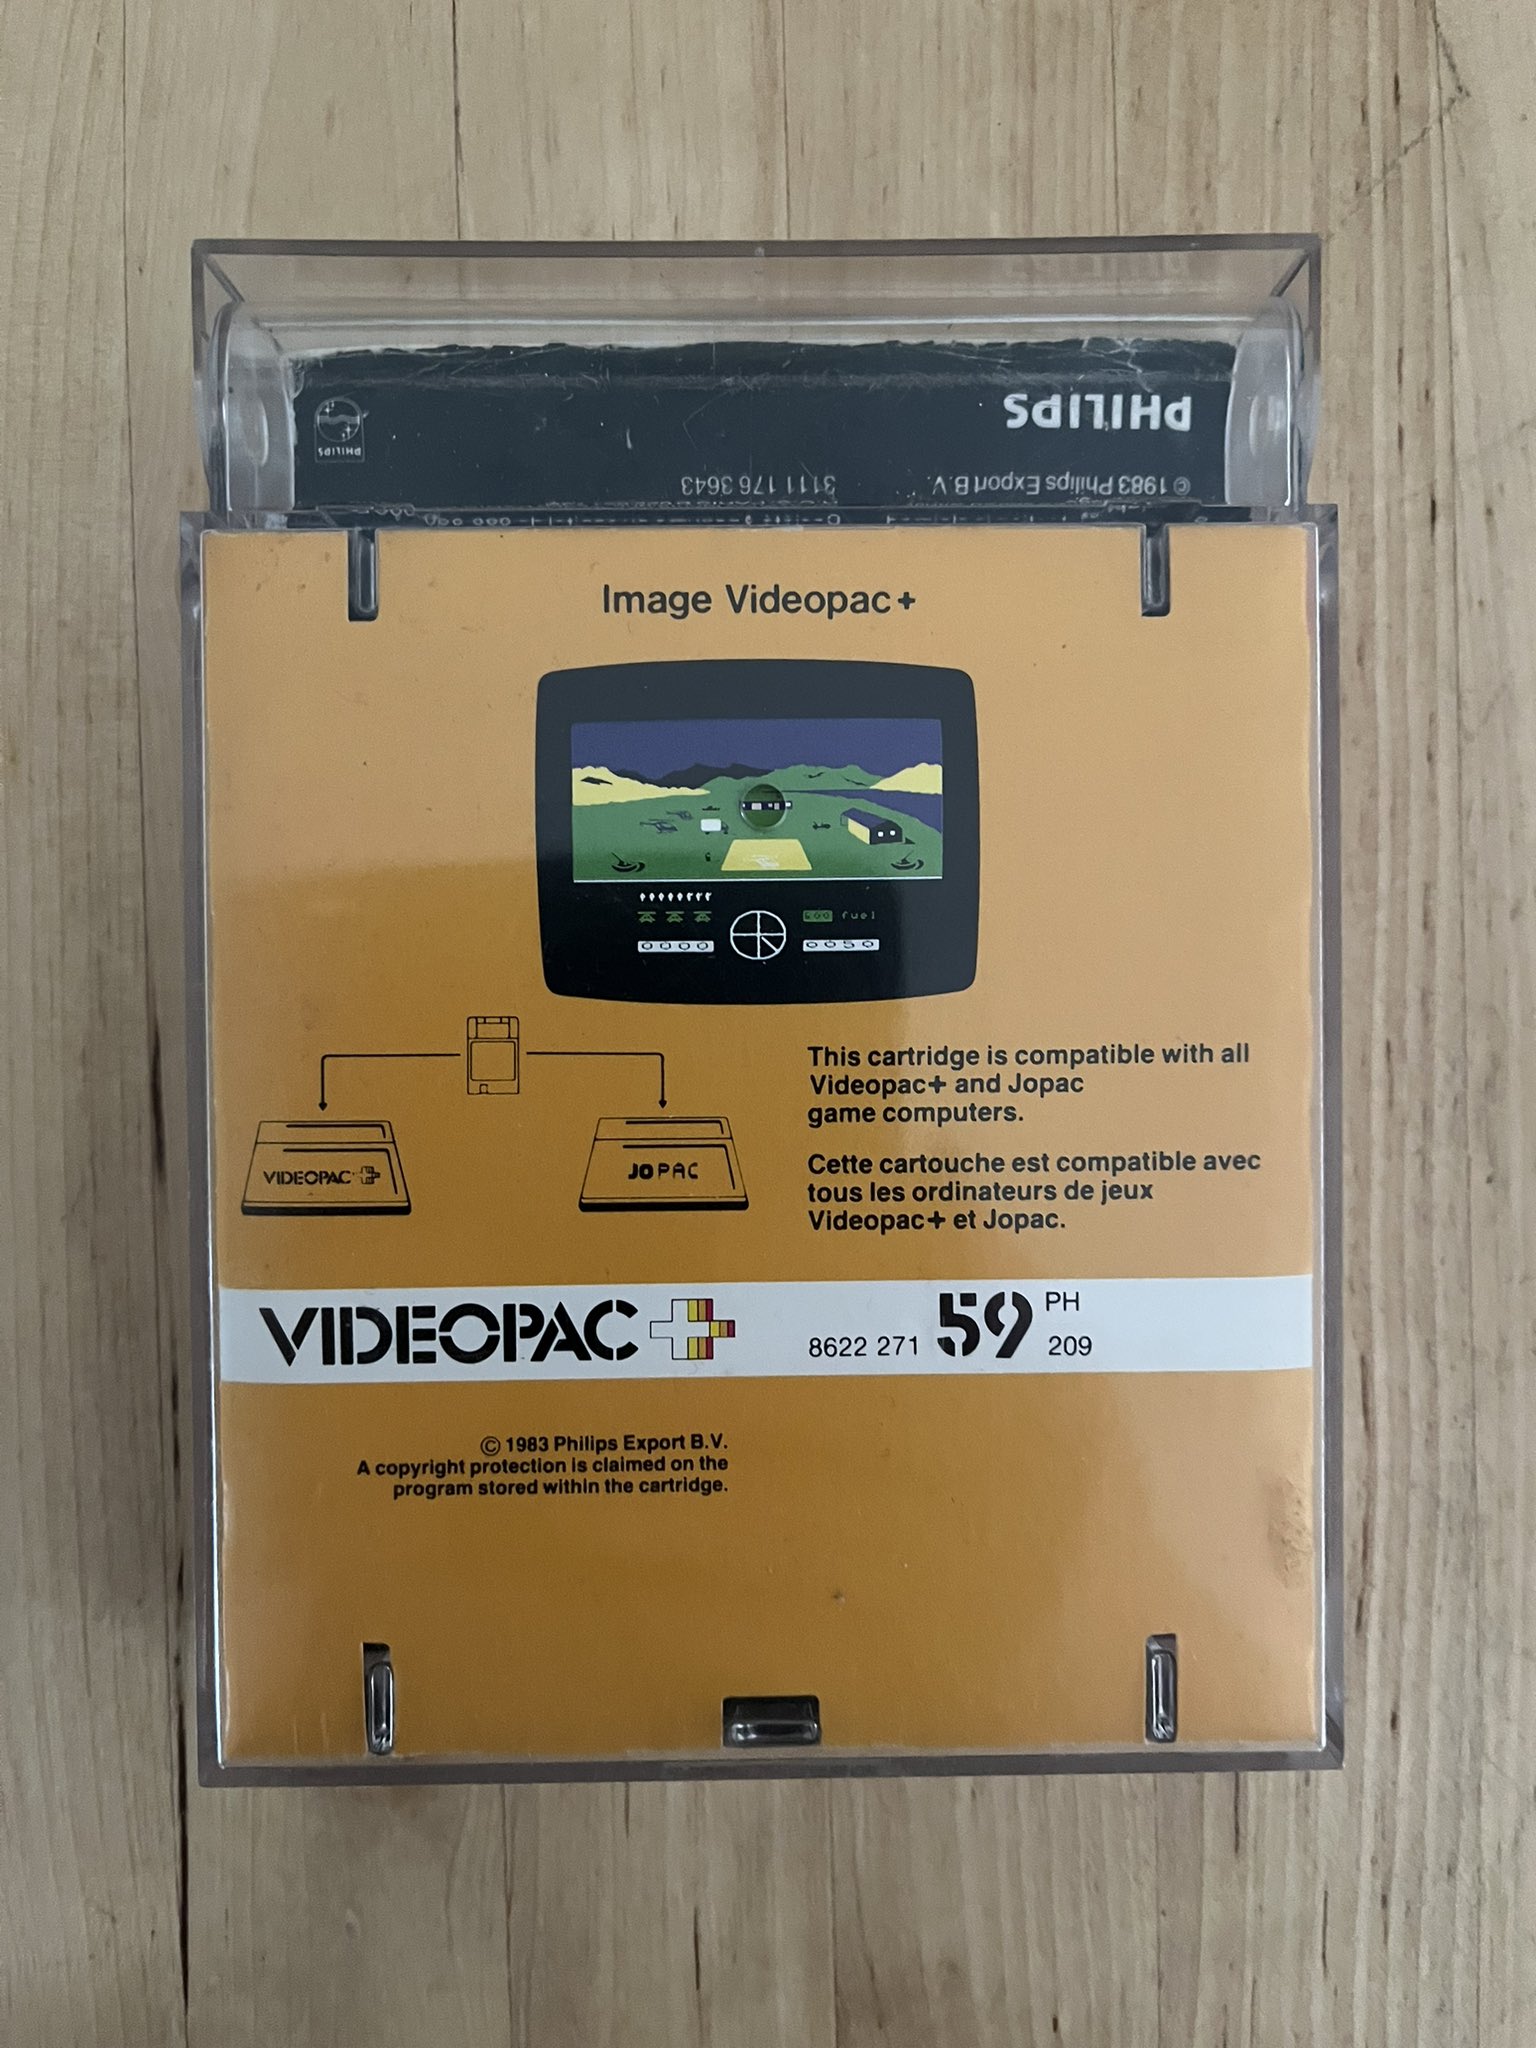 PHILIPS
PHILIPS
© 1983 Philips Export B.V.
3111 176 3643
Image Videopac+
600 fuel
0000
0050
VIDEOPAC+
JOPAC
This cartridge is compatible with all
Videopac+ and Jopac
game computers.
Cette cartouche est compatible avec
tous les ordinateurs de jeux
Videopac+ et Jopac.
VIDEOPAC+
8622 271 59 PH
209
© 1983 Philips Export B.V.
A copyright protection is claimed on the
program stored within the cartridge.